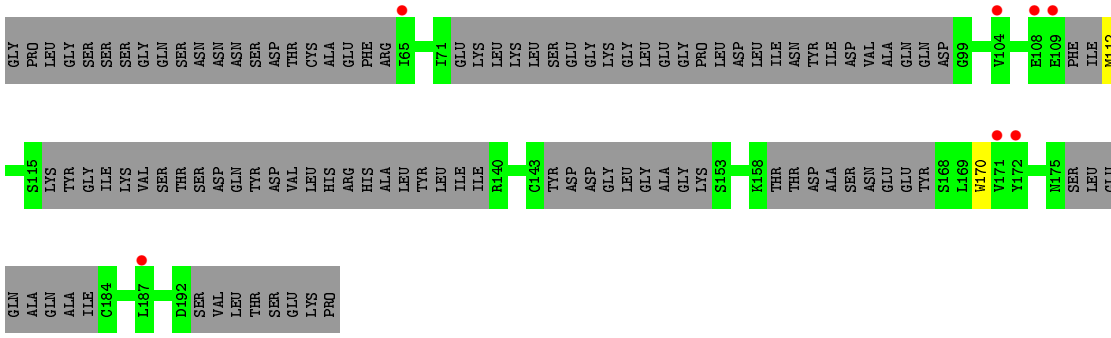 GLY PRO LEU GLY SER SER SER GLY GLN SER ASN ASN ASN SER ASP THR CYS ALA GLU PHE ARG I65 I71 GLU LYS LEU LEU LYS LEU SER GLU GLY LYS GLY LEU GLU GLY PRO LEU ASP LEU ILE ASN TYR ILE ASP VAL ALA GLN GLN ASP G99 V104 E108 E109 PHE ILE M112
S115 LYS TYR GLY ILE LYS VAL SER THR SER ASP GLN TYR ASP VAL LEU HIS ARG HIS ALA LEU TYR LEU ILE ILE R140 C143 TYR ASP ASP GLY LEU GLY ALA GLY LYS S153 K158 THR THR ASP ALA SER ASN GLU GLU TYR S168 L169 W170 V171 Y172 N175 SER LEU GLU
GLN ALA GLN ALA ILE C184 L187 D192 SER VAL LEU THR SER GLU LYS PRO